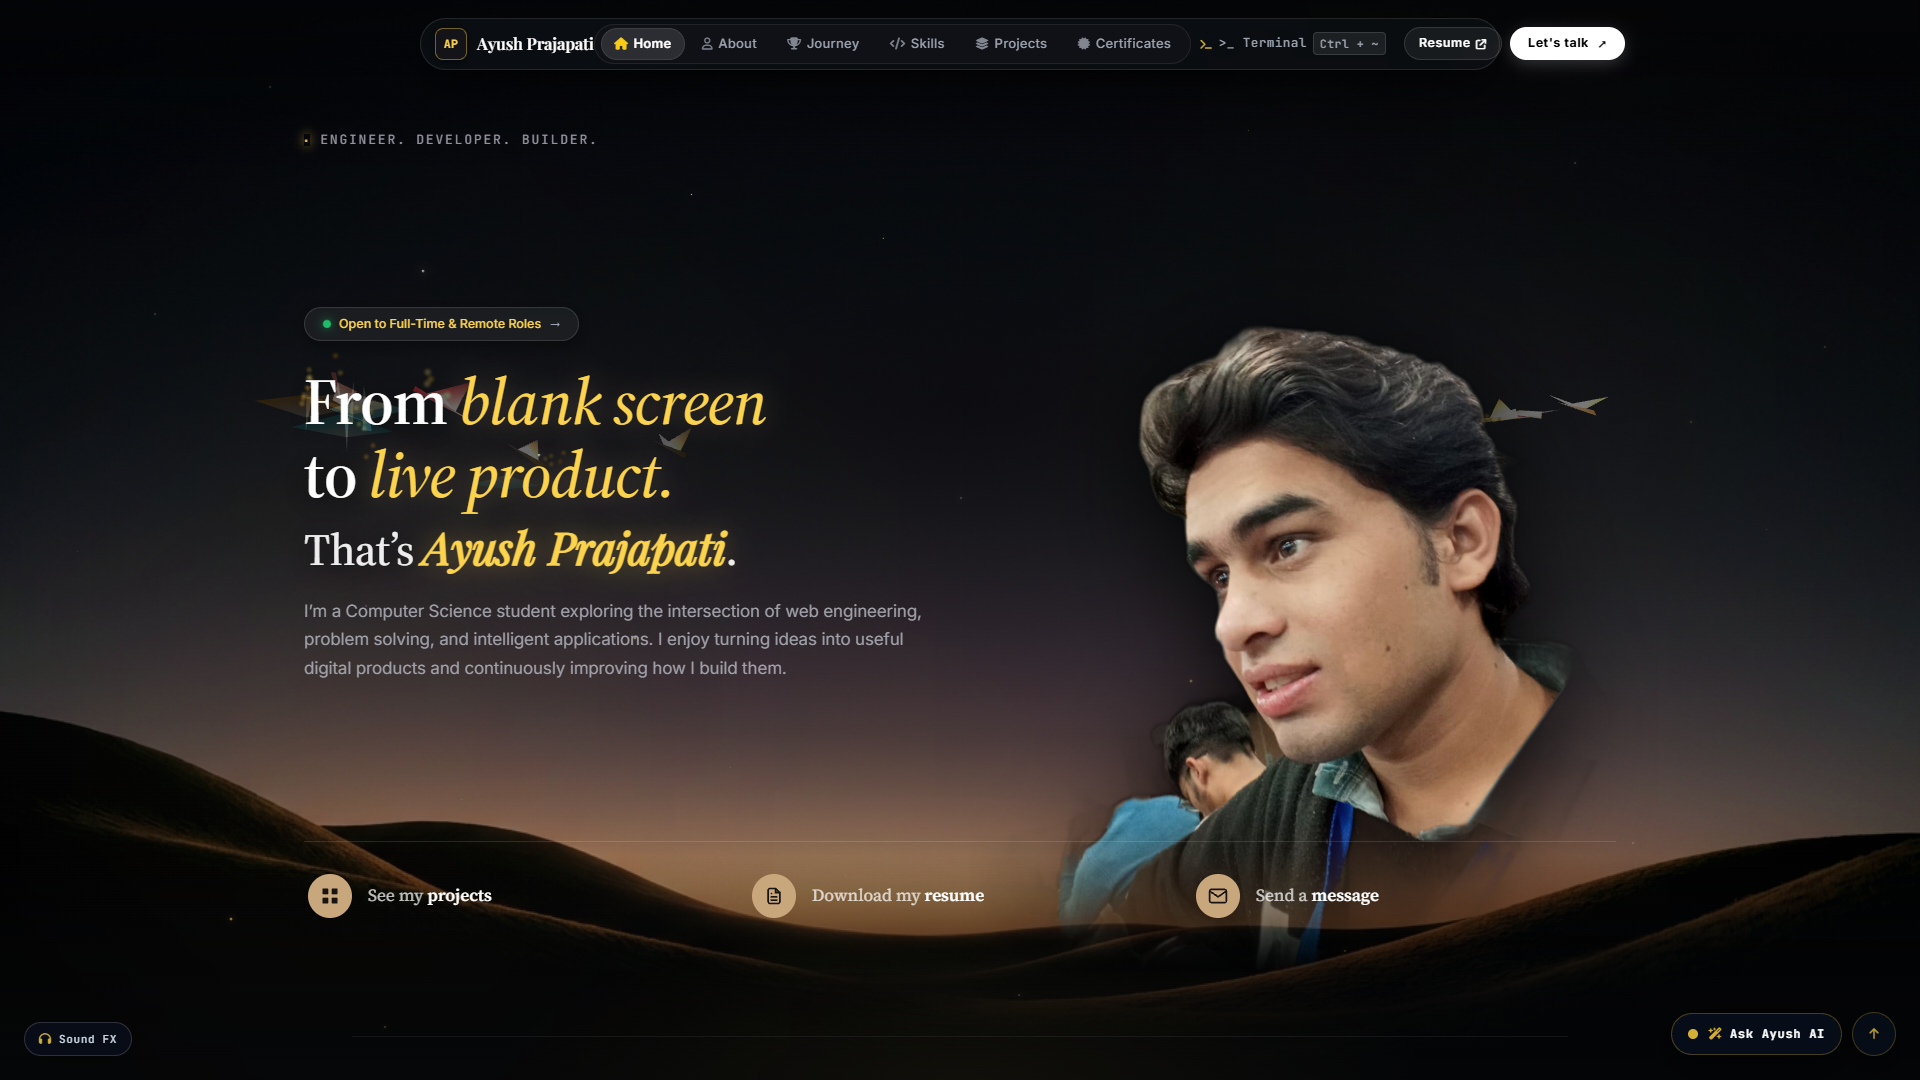 AP Ayush Prajapati Home About Journey Skills Projects Certificates >_ Terminal Ctrl + ~ Resume Let's talk ↗
ENGINEER. DEVELOPER. BUILDER.
Open to Full-Time & Remote Roles →
From blank screen
to live product.
That's Ayush Prajapati.
I'm a Computer Science student exploring the intersection of web engineering,
problem solving, and intelligent applications. I enjoy turning ideas into useful
digital products and continuously improving how I build them.
See my projects
Download my resume
Send a message
Sound FX
Ask Ayush AI